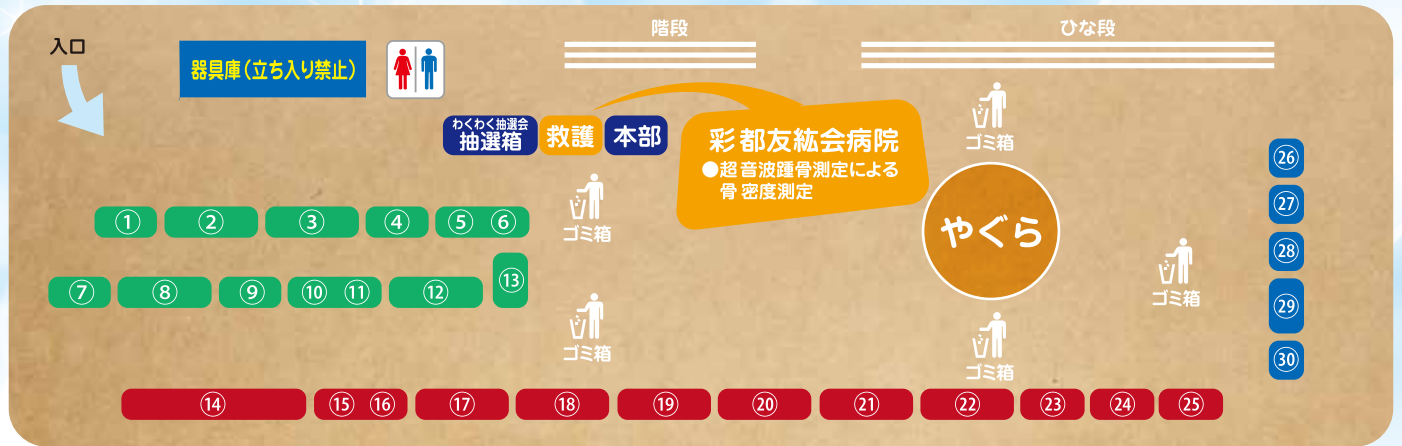 入口
器具庫（立ち入り禁止）
階段
ひな段
わくわく抽選会
抽選箱
救護
本部
彩都友紘会病院
●超音波踵骨測定による
骨密度測定
ゴミ箱
ゴミ箱
ゴミ箱
ゴミ箱
ゴミ箱
やぐら
① ② ③ ④ ⑤ ⑥
⑦ ⑧ ⑨ ⑩ ⑪ ⑫ ⑬
⑭ ⑮ ⑯ ⑰ ⑱ ⑲ ⑳ ㉑ ㉒ ㉓ ㉔ ㉕
㉖
㉗
㉘
㉙
㉚